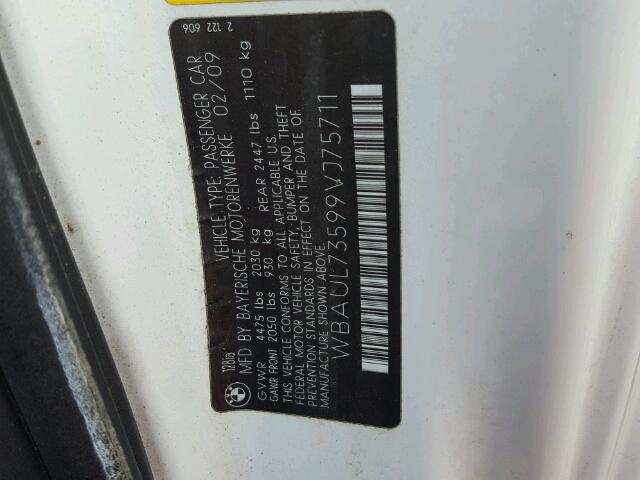 128ia
VEHICLE TYPE: PASSENGER CAR
MFD BY BAYERISCHE MOTORENWERKE 02/09
GVWR 4475 lbs 2030 kg
GAWR FRONT 2050 lbs 930 kg REAR 2447 lbs 1110 kg
THIS VEHICLE CONFORMS TO ALL APPLICABLE U.S.
FEDERAL MOTOR VEHICLE SAFETY, BUMPER AND THEFT
PREVENTION STANDARDS IN EFFECT ON THE DATE OF
MANUFACTURE SHOWN ABOVE.
WBAUL73599VJ75711
2 122 606